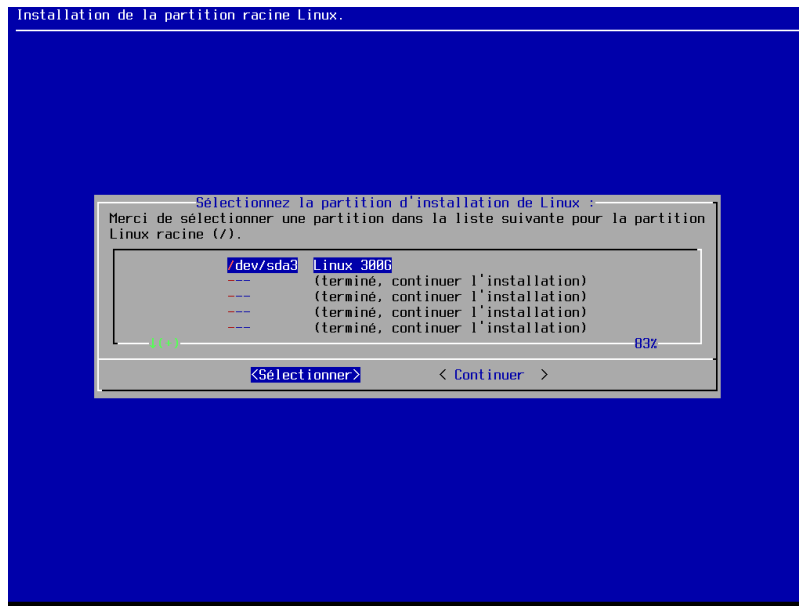 Installation de la partition racine Linux.
Sélectionnez la partition d'installation de Linux :
Merci de sélectionner une partition dans la liste suivante pour la partition
Linux racine (/).
/dev/sda3 Linux 300G
--- (terminé, continuer l'installation)
--- (terminé, continuer l'installation)
--- (terminé, continuer l'installation)
--- (terminé, continuer l'installation)
83%
<Sélectionner> < Continuer >